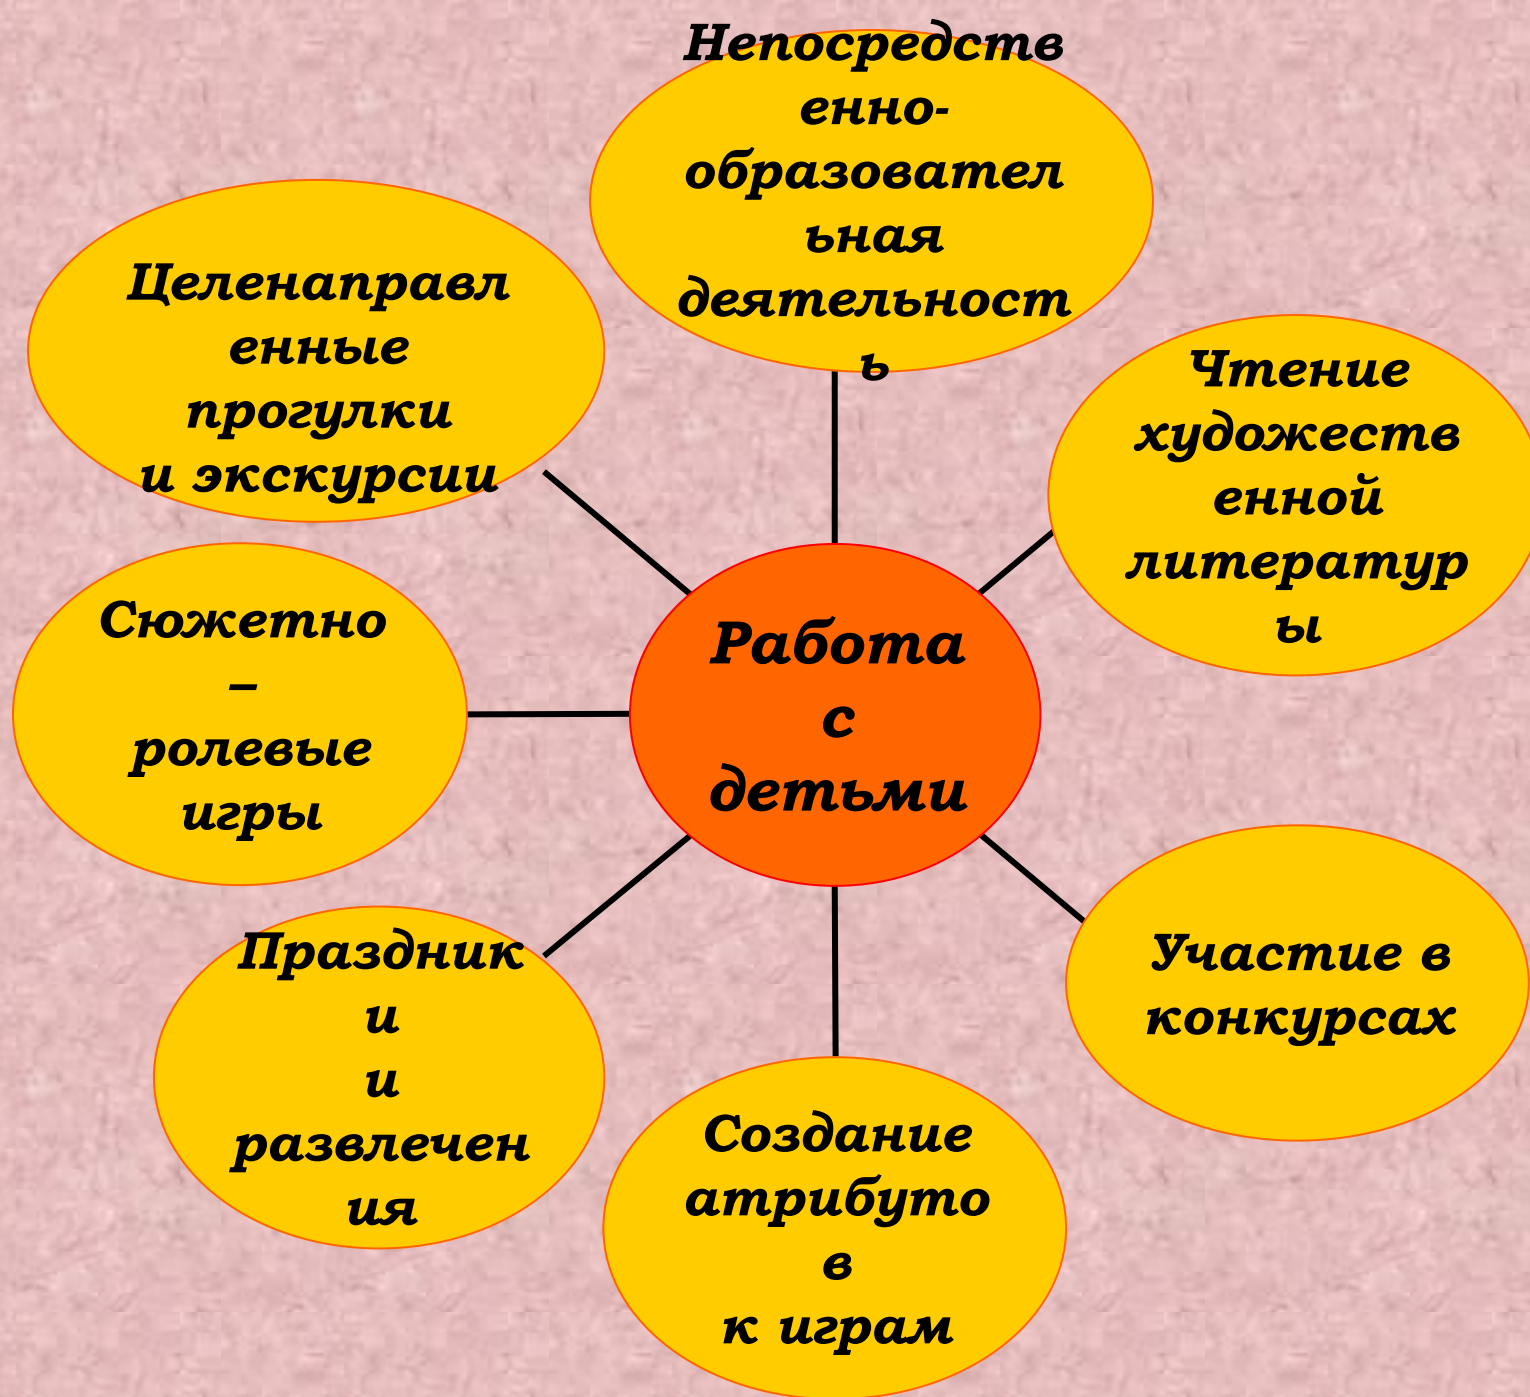 Непосредств
енно-
образовател
ьная
деятельност
ь
Целенаправл
енные
прогулки
и экскурсии
Чтение
художеств
енной
литератур
ы
Сюжетно
–
ролевые
игры
Работа
с
детьми
Праздник
и
и
развлечен
ия
Участие в
конкурсах
Создание
атрибуто
в
к играм